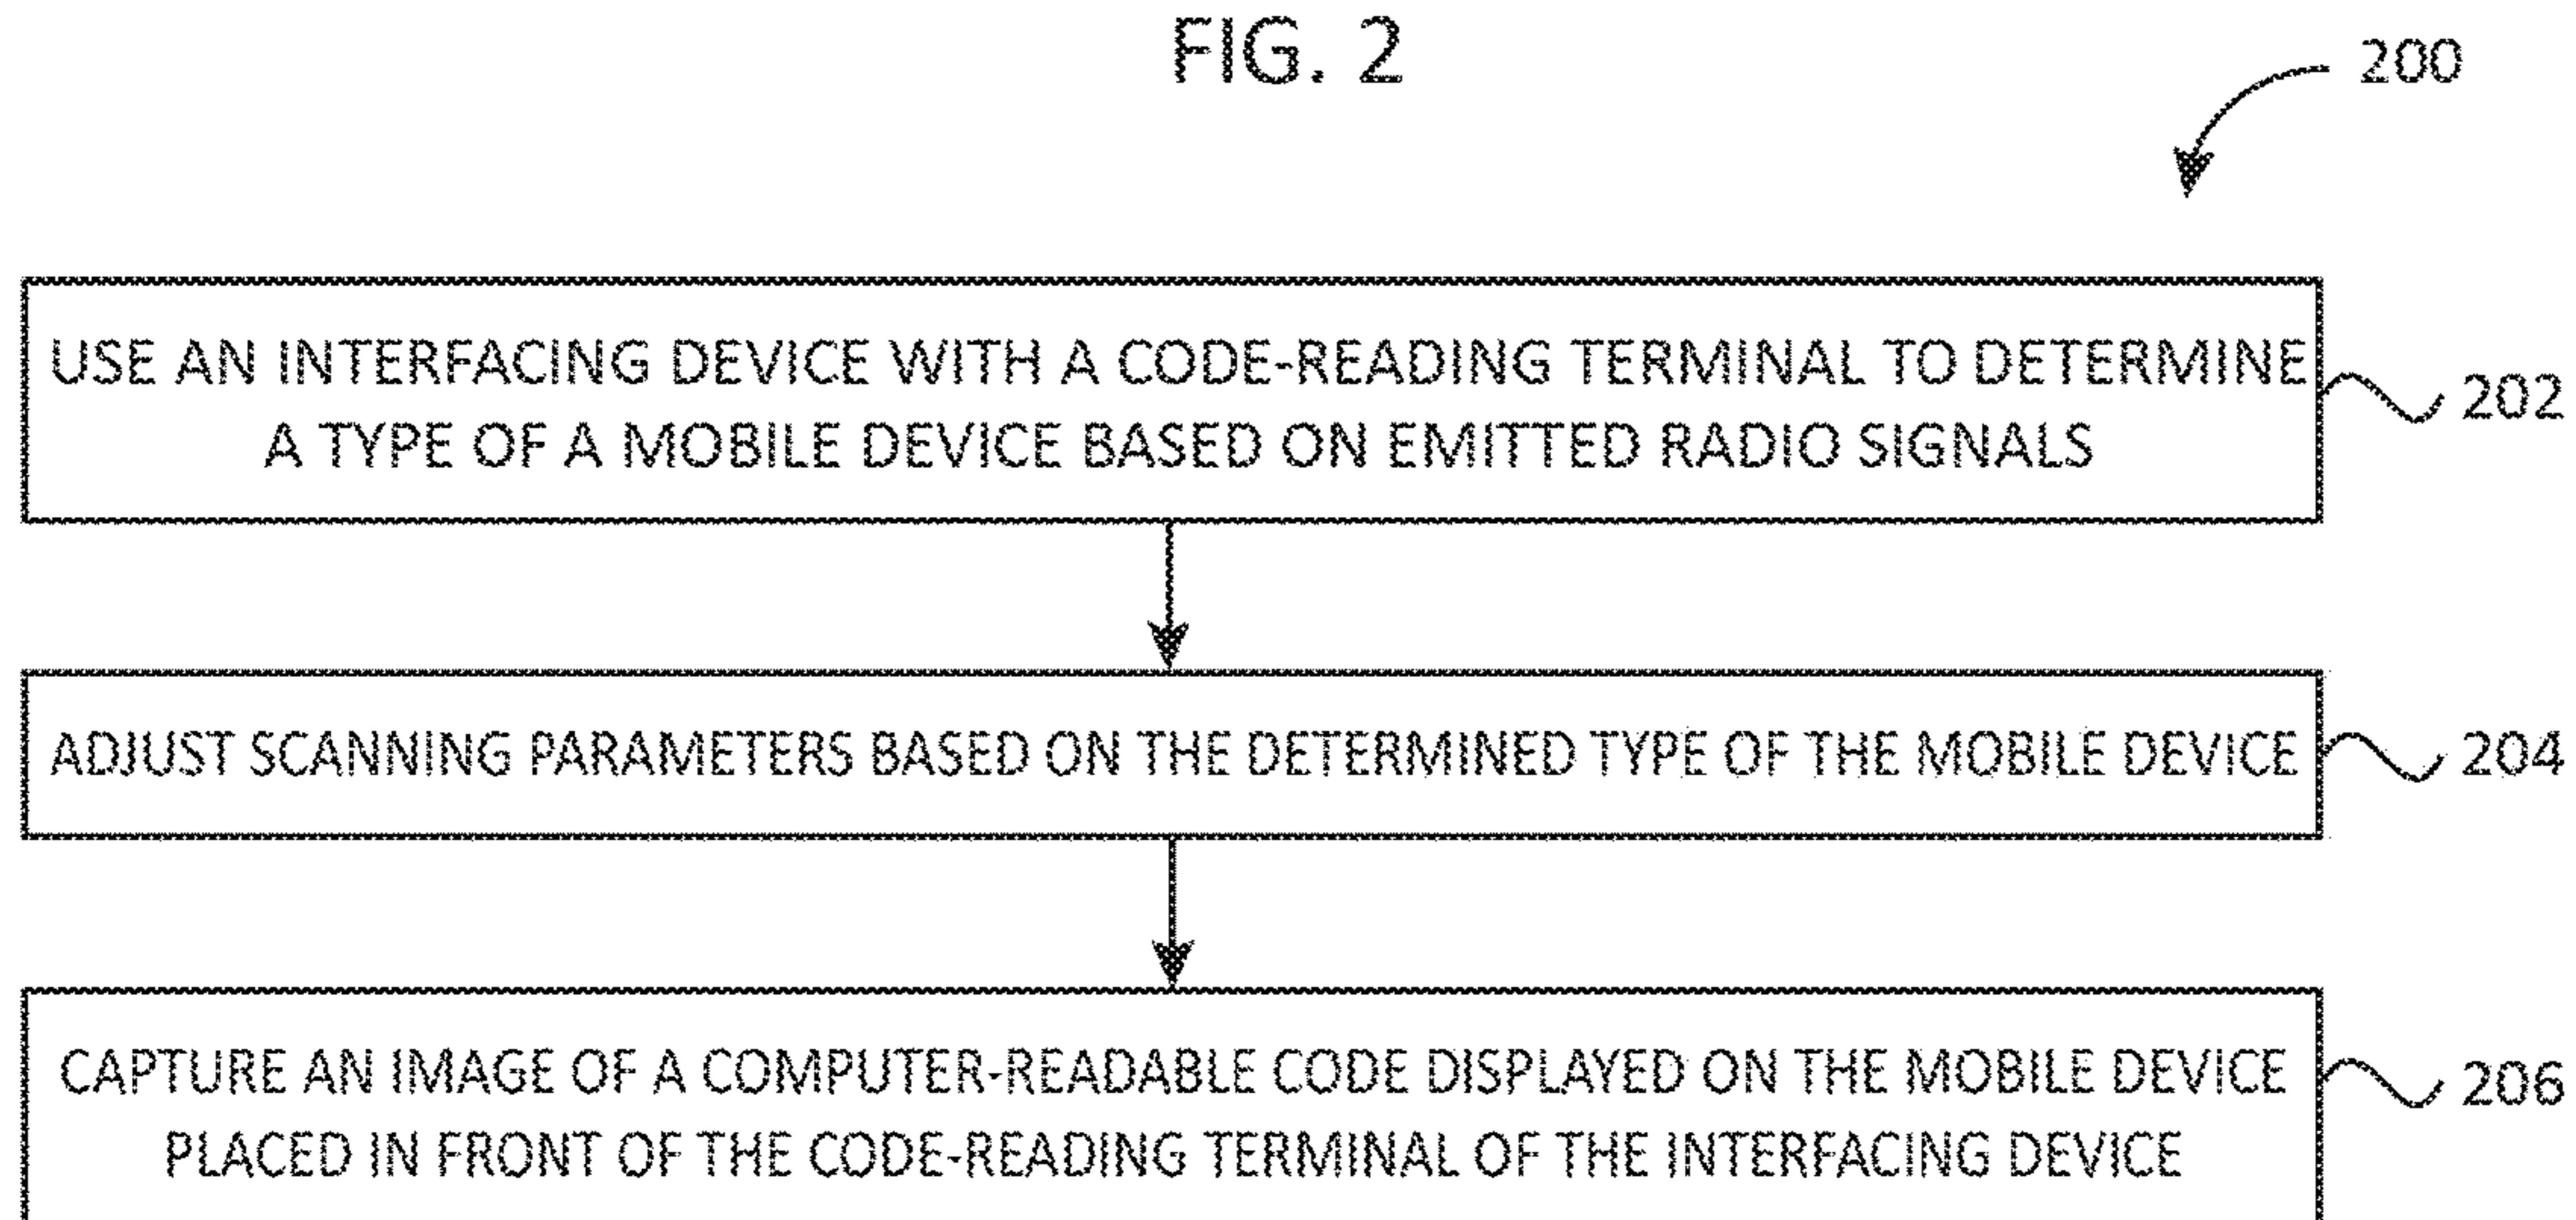 FIG. 2
200
USE AN INTERFACING DEVICE WITH A CODE-READING TERMINAL TO DETERMINE
A TYPE OF A MOBILE DEVICE BASED ON EMITTED RADIO SIGNALS
202
ADJUST SCANNING PARAMETERS BASED ON THE DETERMINED TYPE OF THE MOBILE DEVICE
204
CAPTURE AN IMAGE OF A COMPUTER-READABLE CODE DISPLAYED ON THE MOBILE DEVICE
PLACED IN FRONT OF THE CODE-READING TERMINAL OF THE INTERFACING DEVICE
206